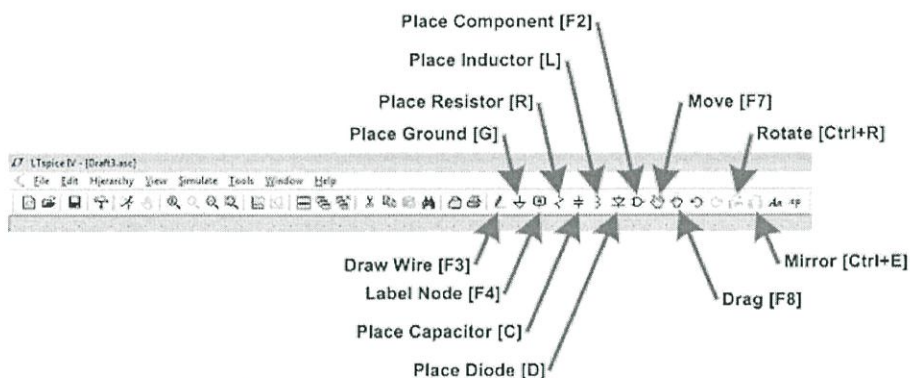 Place Component [F2]
Place Inductor [L]
Place Resistor [R]
Move [F7]
Place Ground [G]
Rotate [Ctrl+R]
LTspice IV - [Draft3.asc]
File Edit Hierarchy View Simulate Tools Window Help
Aa .op
Draw Wire [F3]
Mirror [Ctrl+E]
Label Node [F4]
Drag [F8]
Place Capacitor [C]
Place Diode [D]